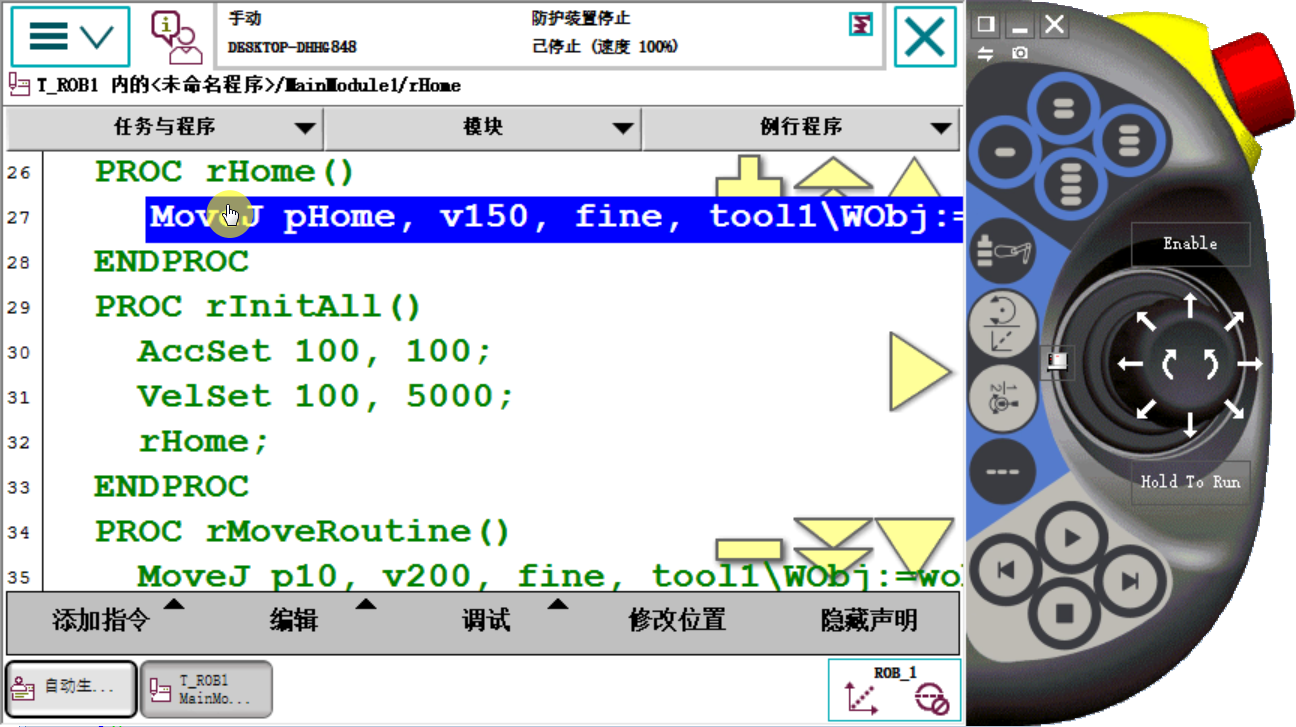 手动
防护装置停止
DESKTOP-DHHG848
己停止 (速度 100%)
T_ROB1 内的<未命名程序>/MainModule1/rHome
任务与程序
模块
例行程序
26 PROC rHome()
27 MoveJ pHome, v150, fine, tool1\WObj:=
28 ENDPROC
29 PROC rInitAll()
30 AccSet 100, 100;
31 VelSet 100, 5000;
32 rHome;
33 ENDPROC
34 PROC rMoveRoutine()
35 MoveJ p10, v200, fine, tool1\WObj:=wo
添加指令
编辑
调试
修改位置
隐藏声明
自动生...
T_ROB1
MainMo...
ROB_1
Enable
Hold To Run